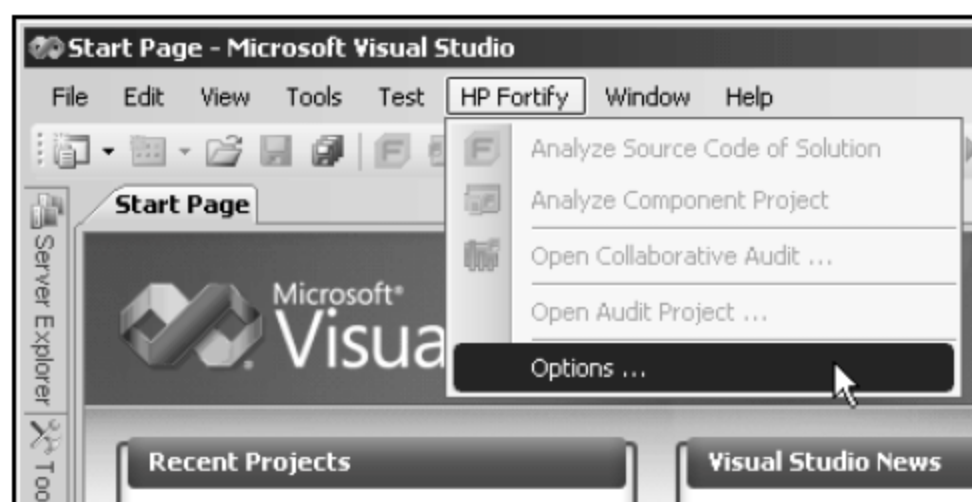 Start Page - Microsoft Visual Studio
File Edit View Tools Test HP Fortify Window Help
Analyze Source Code of Solution
Analyze Component Project
Open Collaborative Audit ...
Open Audit Project ...
Options ...
Start Page
Server Explorer
Microsoft
Visua
Recent Projects
Visual Studio News
Too